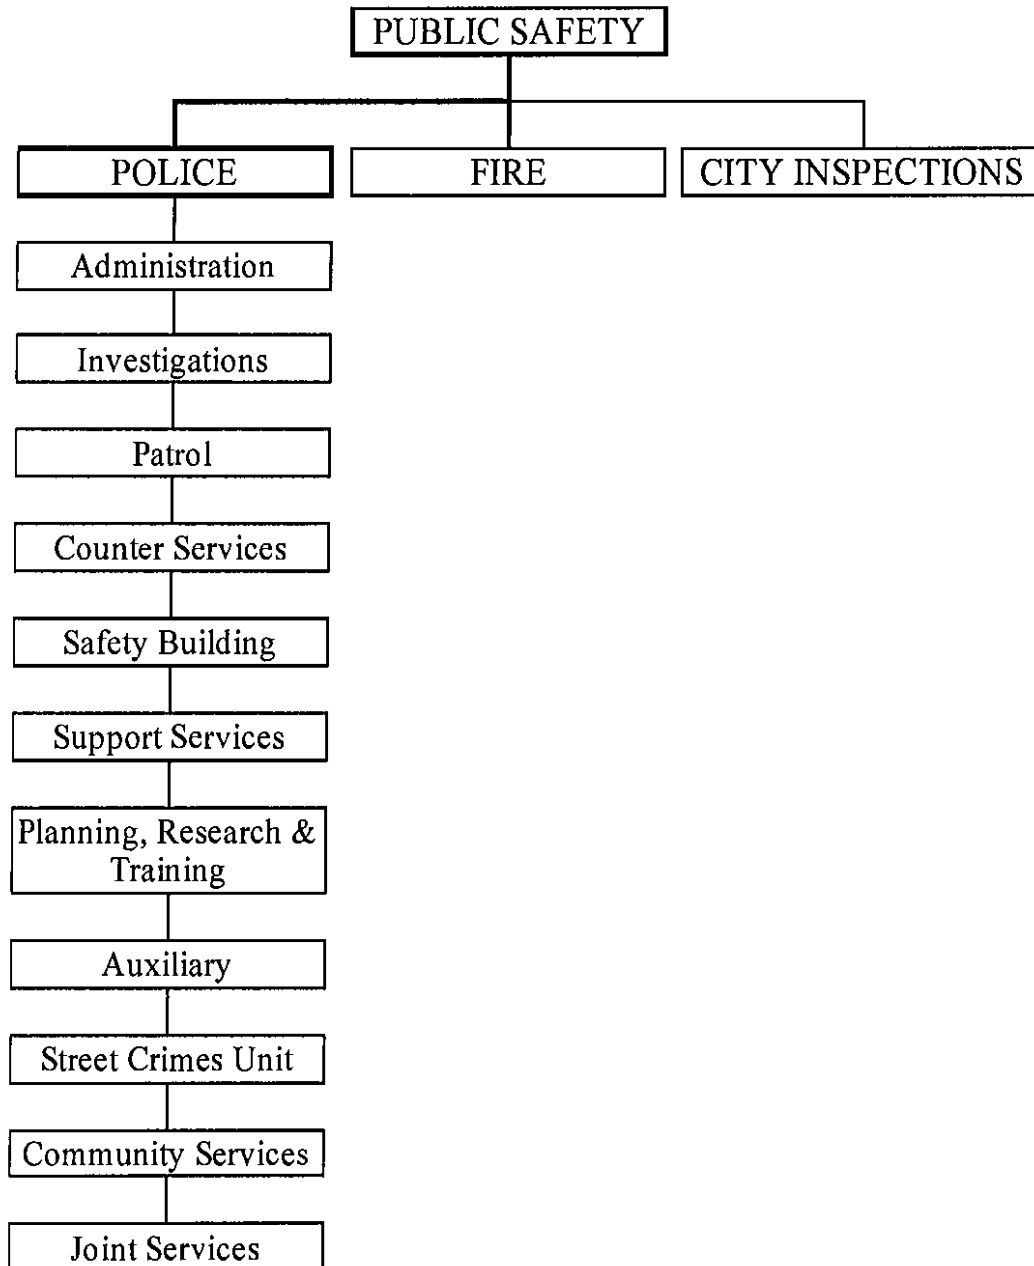 PUBLIC SAFETY
POLICE
FIRE
CITY INSPECTIONS
Administration
Investigations
Patrol
Counter Services
Safety Building
Support Services
Planning, Research &
Training
Auxiliary
Street Crimes Unit
Community Services
Joint Services